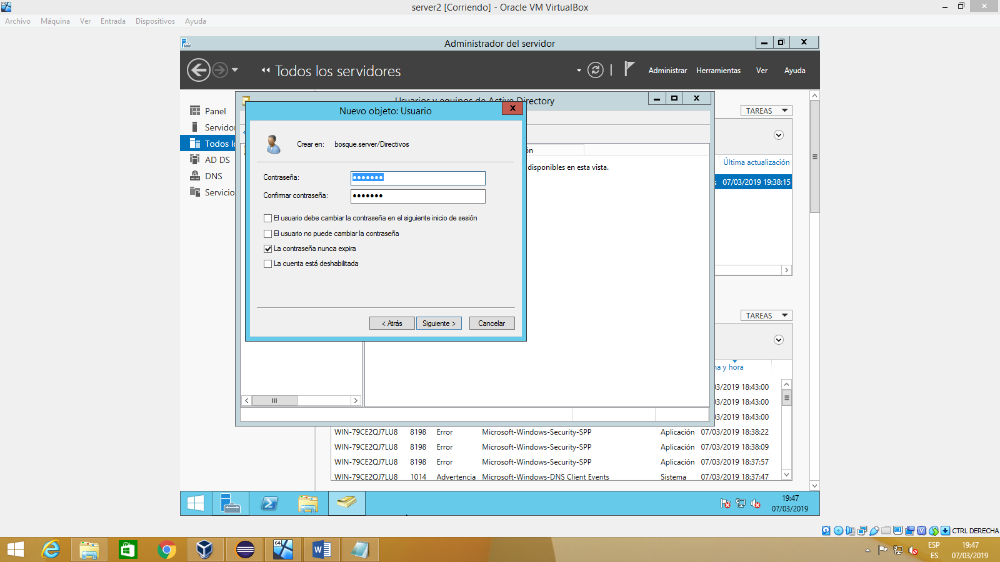 server2 [Corriendo] - Oracle VM VirtualBox
Archivo Máquina Ver Entrada Dispositivos Ayuda
Administrador del servidor
Todos los servidores
Administrar Herramientas Ver Ayuda
Usuarios y equipos de Active Directory
Nuevo objeto: Usuario
Crear en: bosque.server/Directivos
Contraseña:
Confirmar contraseña:
El usuario debe cambiar la contraseña en el siguiente inicio de sesión
El usuario no puede cambiar la contraseña
La contraseña nunca expira
La cuenta está deshabilitada
< Atrás
Siguiente >
Cancelar
Panel
Servidor
Todos l
AD DS
DNS
Servicio
ón
disponibles en esta vista.
TAREAS
Última actualización
s 07/03/2019 19:38:15
TAREAS
na y hora
03/2019 18:43:00
03/2019 18:43:00
03/2019 18:43:00
WIN-79CE2QJ7LU8 8198 Error Microsoft-Windows-Security-SPP Aplicación 07/03/2019 18:38:22
WIN-79CE2QJ7LU8 8198 Error Microsoft-Windows-Security-SPP Aplicación 07/03/2019 18:38:09
WIN-79CE2QJ7LU8 8198 Error Microsoft-Windows-Security-SPP Aplicación 07/03/2019 18:37:57
WIN-79CE2QJ7LU8 1014 Advertencia Microsoft-Windows-DNS Client Events Sistema 07/03/2019 18:37:47
19:47
07/03/2019
CTRL DERECHA
64
ESP
ES
19:47
07/03/2019